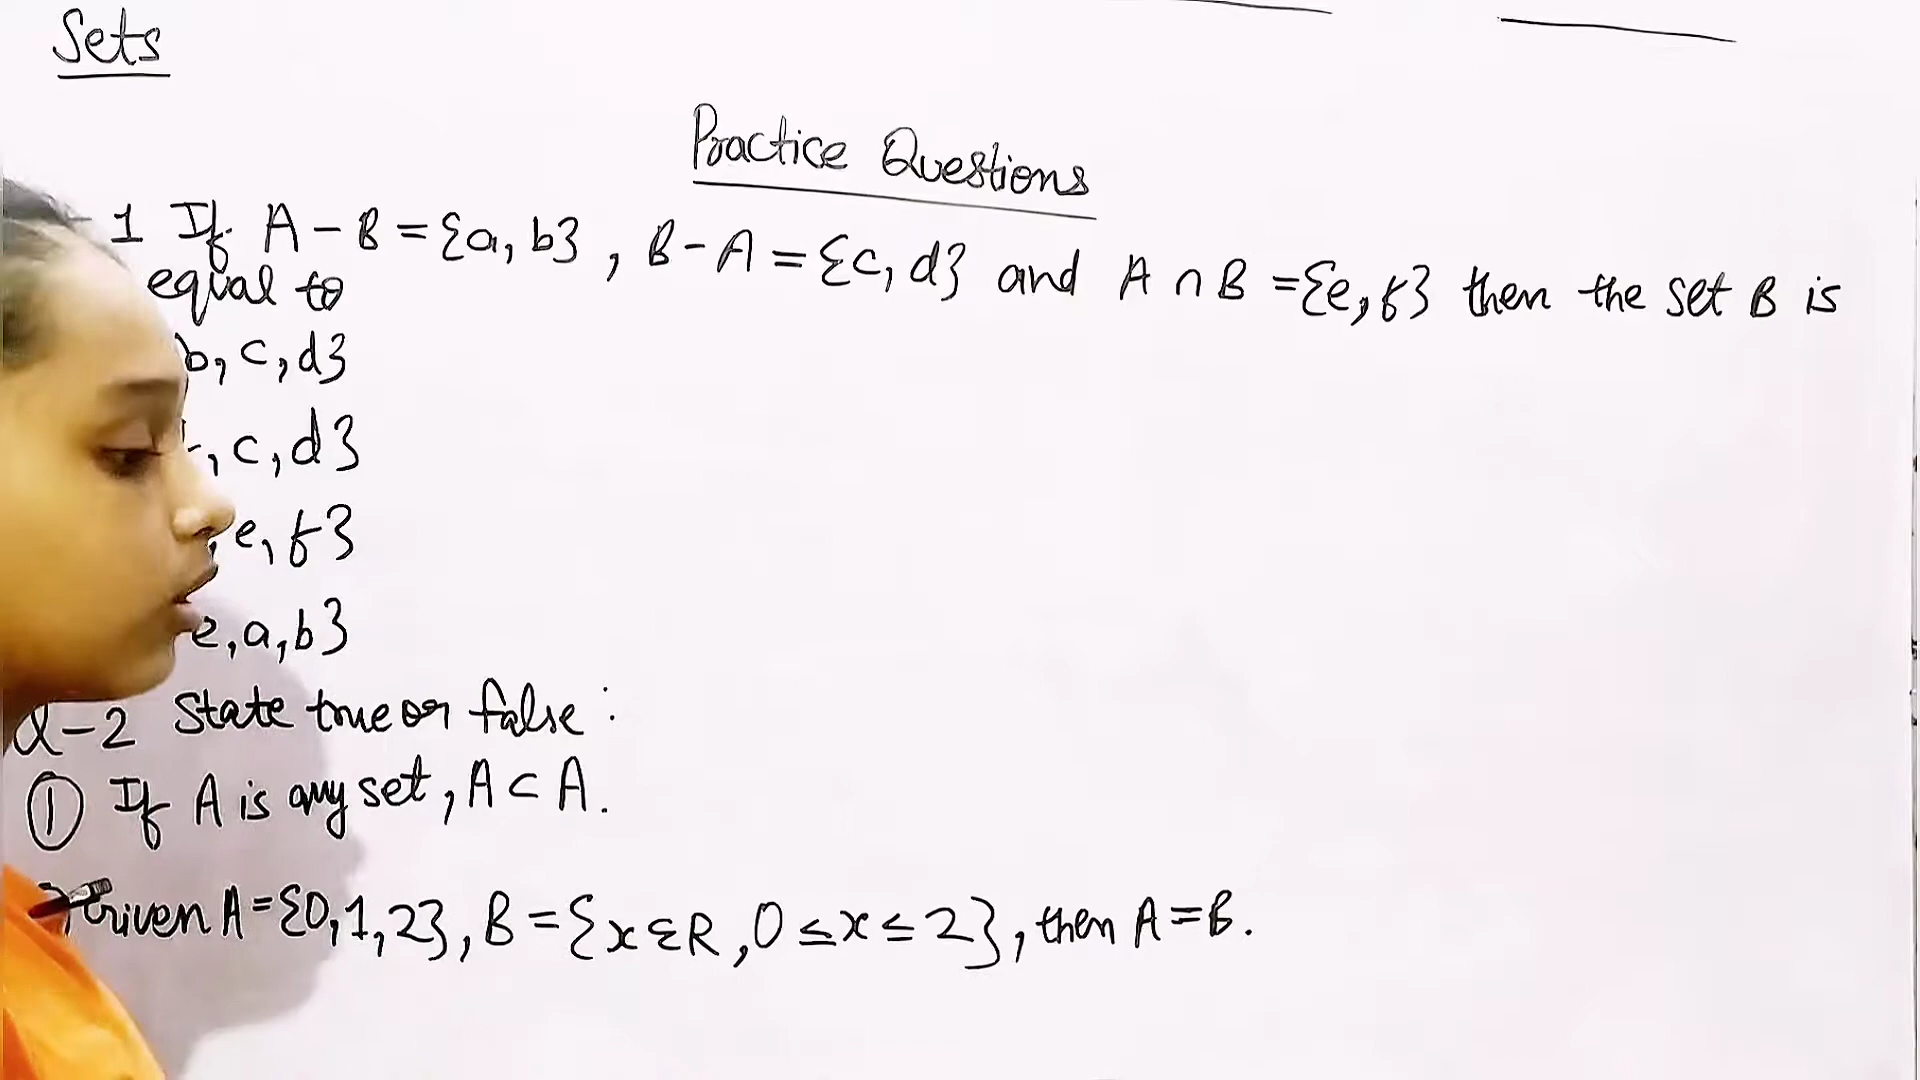 Sets
Practice Questions
1 If A - B = {a, b} , B - A = {c, d} and A ∩ B = {e, f} then the set B is
equal to
b, c, d}
, c, d}
, e, f}
e, a, b}
Q-2 State true or false :
① If A is any set, A ⊂ A.
Given A = {0, 1, 2}, B = {x ∈ R, 0 ≤ x ≤ 2}, then A = B.